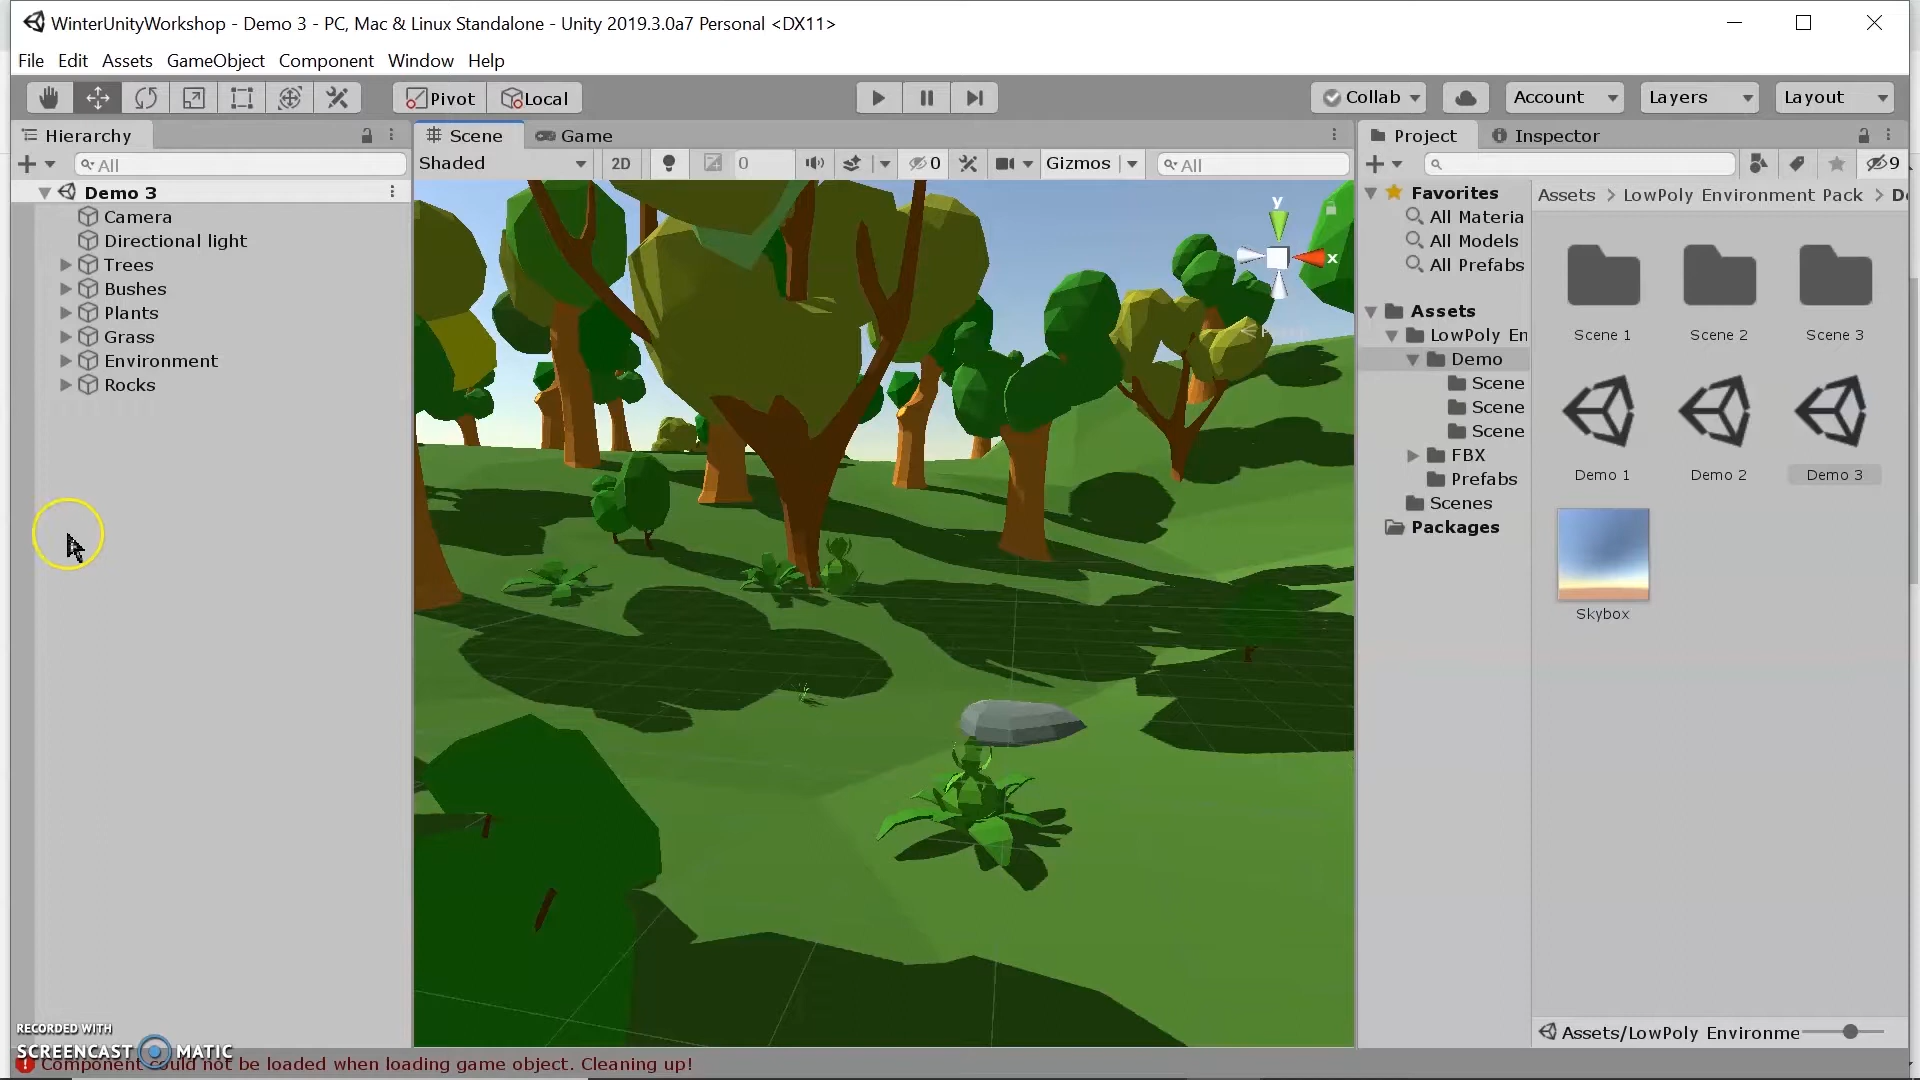 WinterUnityWorkshop - Demo 3 - PC, Mac & Linux Standalone - Unity 2019.3.0a7 Personal <DX11>
File Edit Assets GameObject Component Window Help
Pivot Local Collab Account Layers Layout
Hierarchy
All
Demo 3
Camera
Directional light
Trees
Bushes
Plants
Grass
Environment
Rocks
Scene Game
Shaded 2D 0 0 Gizmos All
y
x
Project Inspector
9
Favorites
All Materia
All Models
All Prefabs
Assets
LowPoly En
Demo
Scene
Scene
Scene
FBX
Prefabs
Scenes
Packages
Assets > LowPoly Environment Pack >
Scene 1 Scene 2 Scene 3
Demo 1 Demo 2 Demo 3
Skybox
Assets/LowPoly Environme
RECORDED WITH
SCREENCAST MATIC
Component could not be loaded when loading game object. Cleaning up!